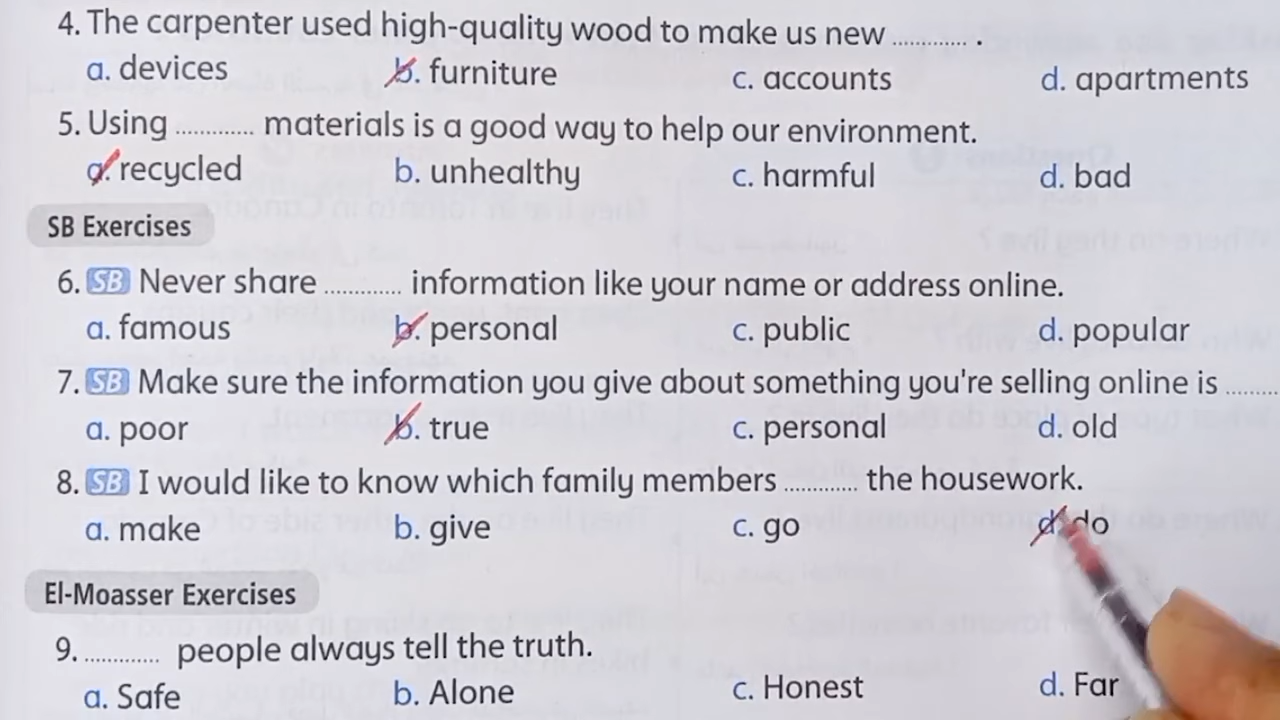 4. The carpenter used high-quality wood to make us new ..........
a. devices b. furniture c. accounts d. apartments
5. Using ............ materials is a good way to help our environment.
a. recycled b. unhealthy c. harmful d. bad
SB Exercises
6. SB Never share ............ information like your name or address online.
a. famous b. personal c. public d. popular
7. SB Make sure the information you give about something you're selling online is ........
a. poor b. true c. personal d. old
8. SB I would like to know which family members ............ the housework.
a. make b. give c. go d. do
El-Moasser Exercises
9. ............ people always tell the truth.
a. Safe b. Alone c. Honest d. Far